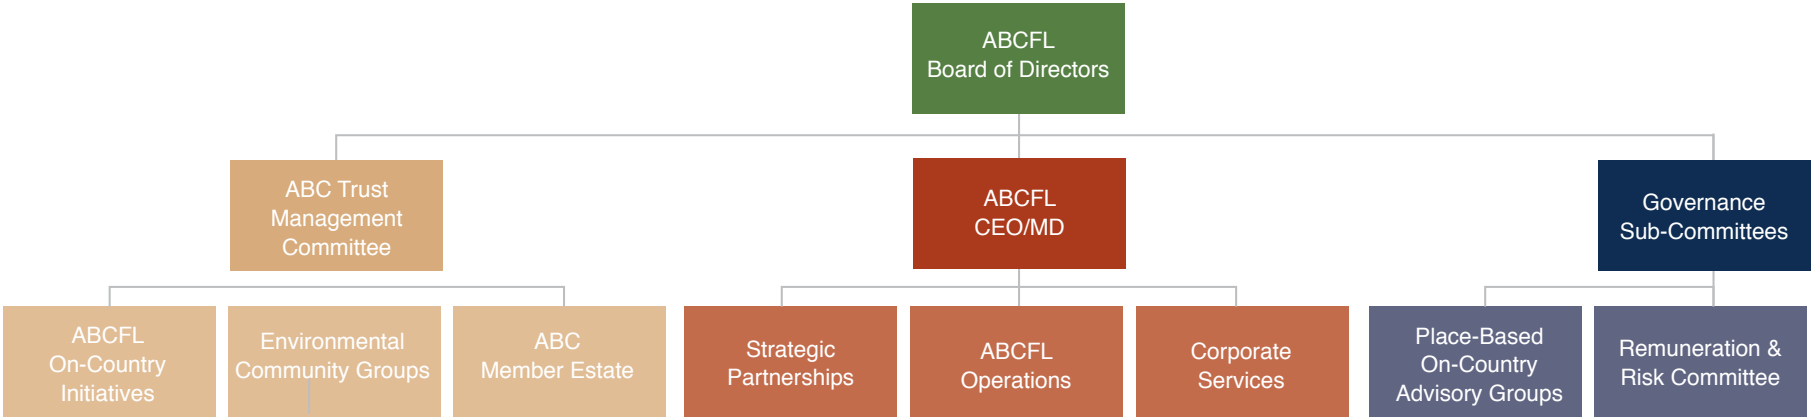 ABCFL
Board of Directors
ABC Trust
Management
Committee
ABCFL
CEO/MD
Governance
Sub-Committees
ABCFL
On-Country
Initiatives
Environmental
Community Groups
ABC
Member Estate
Strategic
Partnerships
ABCFL
Operations
Corporate
Services
Place-Based
On-Country
Advisory Groups
Remuneration &
Risk Committee